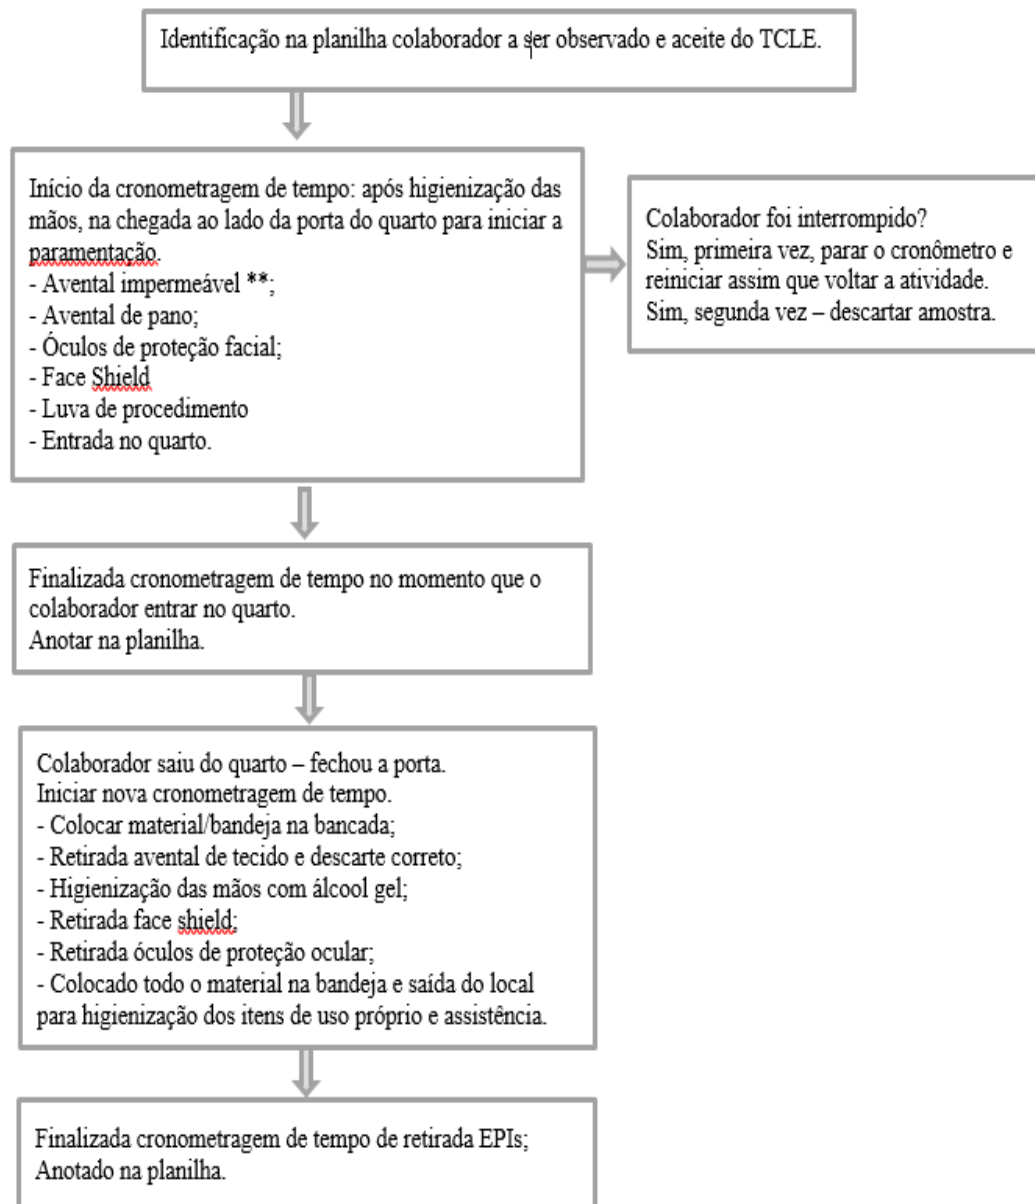 Identificação na planilha colaborador a ser observado e aceite do TCLE.
Início da cronometragem de tempo: após higienização das
mãos, na chegada ao lado da porta do quarto para iniciar a
paramentação.
- Avental impermeável **;
- Avental de pano;
- Óculos de proteção facial;
- Face Shield
- Luva de procedimento
- Entrada no quarto.
Colaborador foi interrompido?
Sim, primeira vez, parar o cronômetro e
reiniciar assim que voltar a atividade.
Sim, segunda vez – descartar amostra.
Finalizada cronometragem de tempo no momento que o
colaborador entrar no quarto.
Anotar na planilha.
Colaborador saiu do quarto – fechou a porta.
Iniciar nova cronometragem de tempo.
- Colocar material/bandeja na bancada;
- Retirada avental de tecido e descarte correto;
- Higienização das mãos com álcool gel;
- Retirada face shield;
- Retirada óculos de proteção ocular;
- Colocado todo o material na bandeja e saída do local
para higienização dos itens de uso próprio e assistência.
Finalizada cronometragem de tempo de retirada EPIs;
Anotado na planilha.